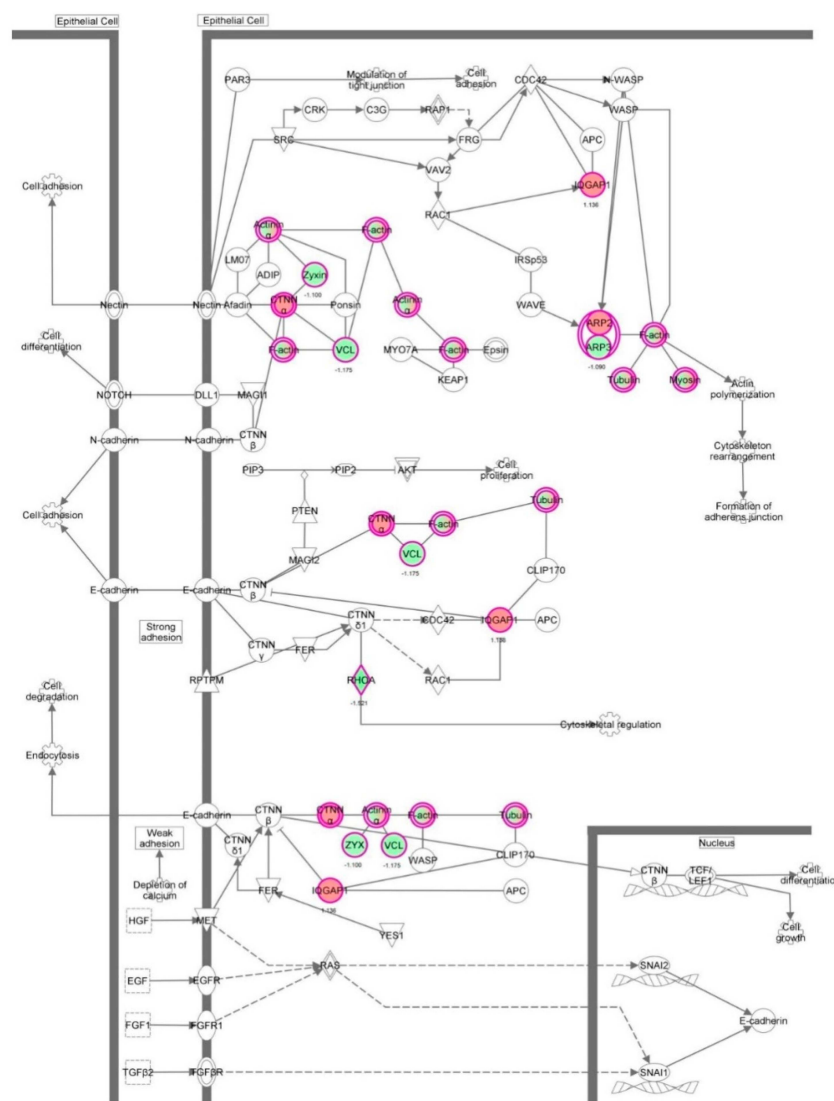 Epithelial Cell
Epithelial Cell
PAR3
Modulation of
tight junction
Cell
adhesion
CDC42
N-WASP
WASP
CRK
C3G
RAP1
SRC
FRG
APC
VAV2
IQGAP1
1.136
RAC1
Cell adhesion
Actinin
α
F-actin
LM07
ADIP
Zyxin
-1.100
IRSp53
Nectin
Nectin
Afadin
CTNN
α
Ponsin
Actinin
α
WAVE
ARP2
ARP3
-1.090
F-actin
Cell
differentiation
F-actin
VCL
-1.175
MYO7A
F-actin
Epsin
KEAP1
Tubulin
Myosin
Actin
polymerization
NOTCH
DLL1
MAGI1
N-cadherin
N-cadherin
CTNN
β
Cytoskeleton
rearrangement
PIP3
PIP2
AKT
Cell
proliferation
Cell adhesion
PTEN
CTNN
α
F-actin
Tubulin
Formation of
adherens junction
MAGI2
VCL
-1.175
CLIP170
E-cadherin
E-cadherin
CTNN
β
Strong
adhesion
CTNN
δ1
CDC42
IQGAP1
1.136
APC
CTNN
γ
FER
RPTPM
RHOA
-1.521
RAC1
Cell
degradation
Cytoskeletal regulation
Endocytosis
E-cadherin
CTNN
β
CTNN
α
Actinin
α
F-actin
Tubulin
Weak
adhesion
CTNN
δ1
ZYX
-1.100
VCL
-1.175
WASP
CLIP170
Nucleus
Depletion of
calcium
FER
IQGAP1
1.136
APC
CTNN
β
TCF/
LEF1
Cell
differentiation
HGF
MET
YES1
Cell
growth
EGF
EGFR
RAS
SNAI2
FGF1
FGFR1
E-cadherin
TGFβ2
TGFβR
SNAI1